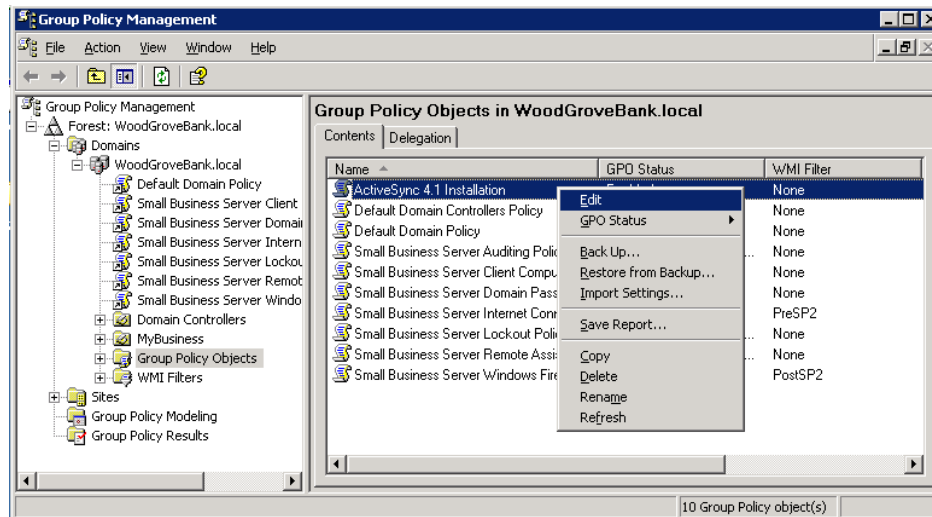 Group Policy Management
File Action View Window Help
Group Policy Management
Forest: WoodGroveBank.local
Domains
WoodGroveBank.local
Default Domain Policy
Small Business Server Client
Small Business Server Domai
Small Business Server Intern
Small Business Server Lockou
Small Business Server Remot
Small Business Server Windo
Domain Controllers
MyBusiness
Group Policy Objects
WMI Filters
Sites
Group Policy Modeling
Group Policy Results
Group Policy Objects in WoodGroveBank.local
Contents Delegation
Name GPO Status WMI Filter
ActiveSync 4.1 Installation None
Default Domain Controllers Policy None
Default Domain Policy None
Small Business Server Auditing Polic ... None
Small Business Server Client Compu None
Small Business Server Domain Pass None
Small Business Server Internet Conn PreSP2
Small Business Server Lockout Polic ... None
Small Business Server Remote Assi ... None
Small Business Server Windows Fire PostSP2
Edit
GPO Status
Back Up...
Restore from Backup...
Import Settings...
Save Report...
Copy
Delete
Rename
Refresh
10 Group Policy object(s)